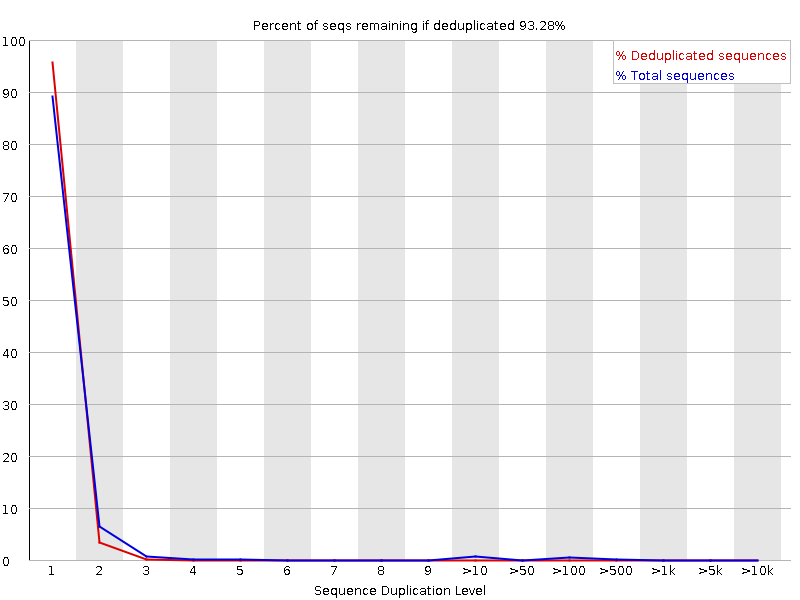 Percent of seqs remaining if deduplicated 93.28%
% Deduplicated sequences
% Total sequences
100
90
80
70
60
50
40
30
20
10
0
1 2 3 4 5 6 7 8 9 >10 >50 >100 >500 >1k >5k >10k
Sequence Duplication Level